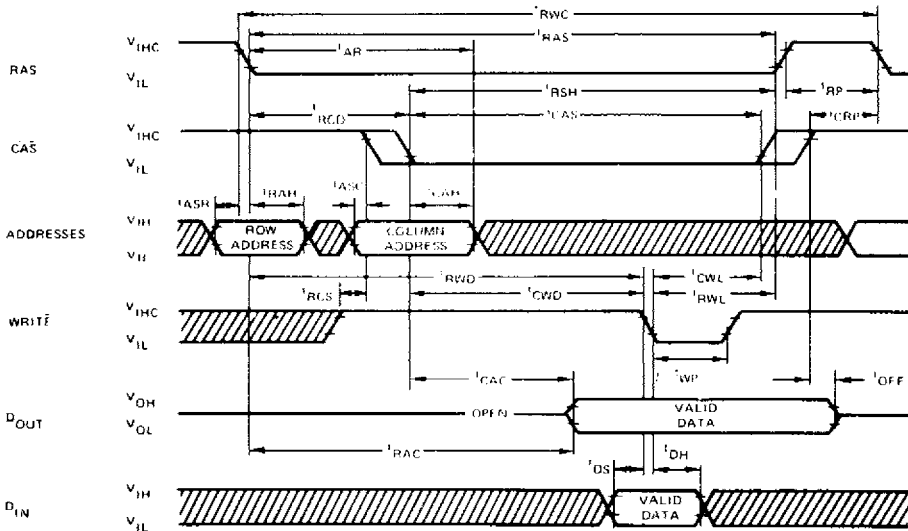 tRWC
tRAS
tAR
RAS
VIHC
VIL
tRSH
tRP
tRCD
tCAS
tCRP
CAS
VIHC
VIL
tASR
tRAH
tASC
tCAH
ADDRESSES
VIH
VIL
ROW
ADDRESS
COLUMN
ADDRESS
tRWD
tCWL
tRCS
tCWD
tRWL
WRITE
VIHC
VIL
tWP
tCAC
tOFF
DOUT
VOH
VOL
OPEN
VALID
DATA
tRAC
tDS
tDH
DIN
VIH
VIL
VALID
DATA